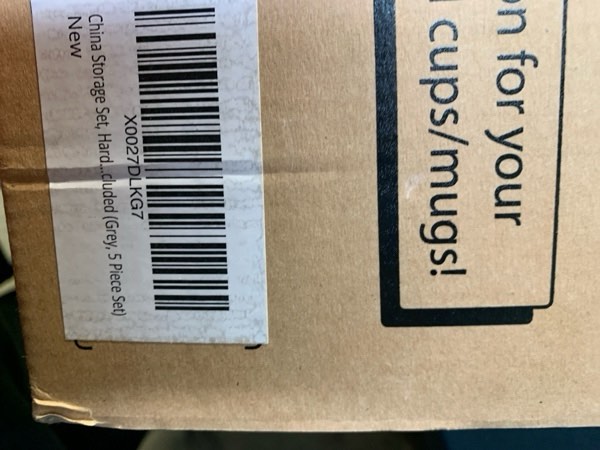 on for your
cups/mugs!
X0027DLKG7
China Storage Set, Hard...cluded (Grey, 5 Piece Set)
New